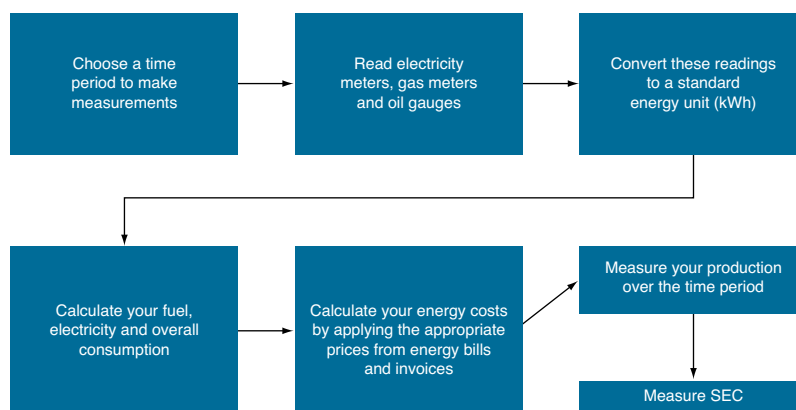 Choose a time
period to make
measurements
Read electricity
meters, gas meters
and oil gauges
Convert these readings
to a standard
energy unit (kWh)
Calculate your fuel,
electricity and overall
consumption
Calculate your energy costs
by applying the appropriate
prices from energy bills
and invoices
Measure your production
over the time period
Measure SEC